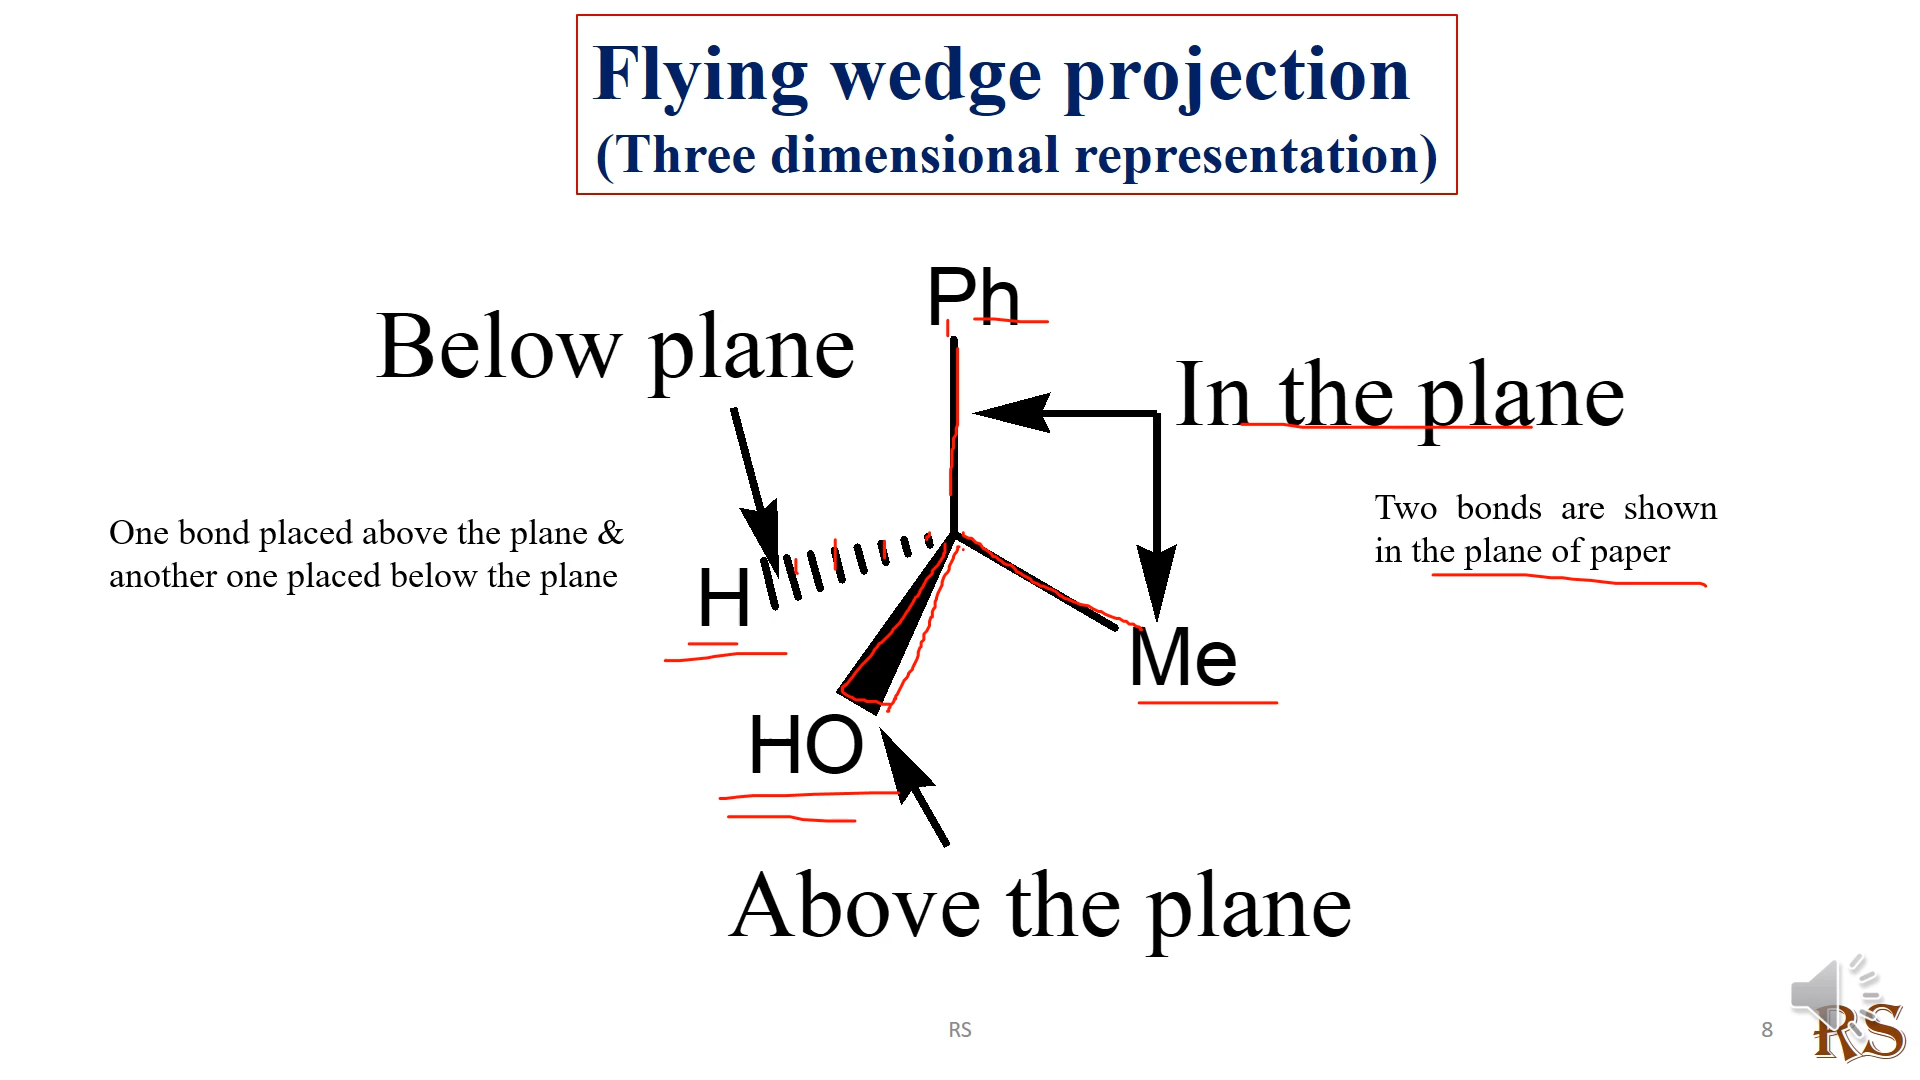 Flying wedge projection
(Three dimensional representation)
Ph
Below plane
In the plane
One bond placed above the plane &
another one placed below the plane
Two bonds are shown
in the plane of paper
H
Me
HO
Above the plane
RS
8
RS